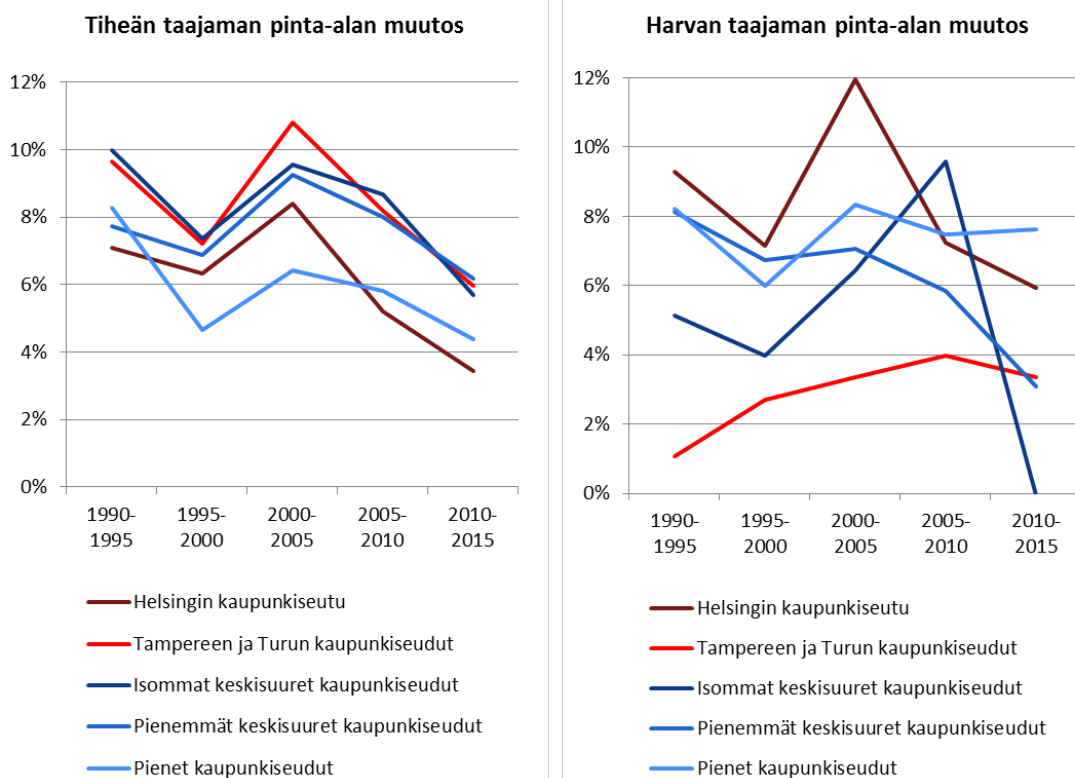 Tiheän taajaman pinta-alan muutos
12%
10%
8%
6%
4%
2%
0%
1990-
1995
1995-
2000
2000-
2005
2005-
2010
2010-
2015
Helsingin kaupunkiseutu
Tampereen ja Turun kaupunkiseudut
Isommat keskisuuret kaupunkiseudut
Pienemmät keskisuuret kaupunkiseudut
Pienet kaupunkiseudut
Harvan taajaman pinta-alan muutos
12%
10%
8%
6%
4%
2%
0%
1990-
1995
1995-
2000
2000-
2005
2005-
2010
2010-
2015
Helsingin kaupunkiseutu
Tampereen ja Turun kaupunkiseudut
Isommat keskisuuret kaupunkiseudut
Pienemmät keskisuuret kaupunkiseudut
Pienet kaupunkiseudut